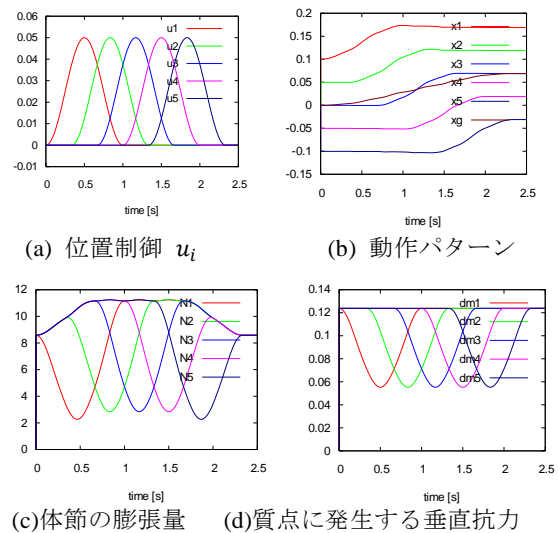 0.06
0.05
0.04
0.03
0.02
0.01
0
-0.01
0 0.5 1 1.5 2 2.5
time [s]
u1
u2
u3
u4
u5
(a) 位置制御 u_i
0.2
0.15
0.1
0.05
0
-0.05
-0.1
-0.15
0 0.5 1 1.5 2 2.5
time [s]
x1
x2
x3
x4
x5
xg
(b) 動作パターン
12
10
8
6
4
2
0
0 0.5 1 1.5 2 2.5
time [s]
N1
N2
N3
N4
N5
(c)体節の膨張量
0.14
0.12
0.1
0.08
0.06
0.04
0.02
0
0 0.5 1 1.5 2 2.5
time [s]
dm1
dm2
dm3
dm4
dm5
(d)質点に発生する垂直抗力